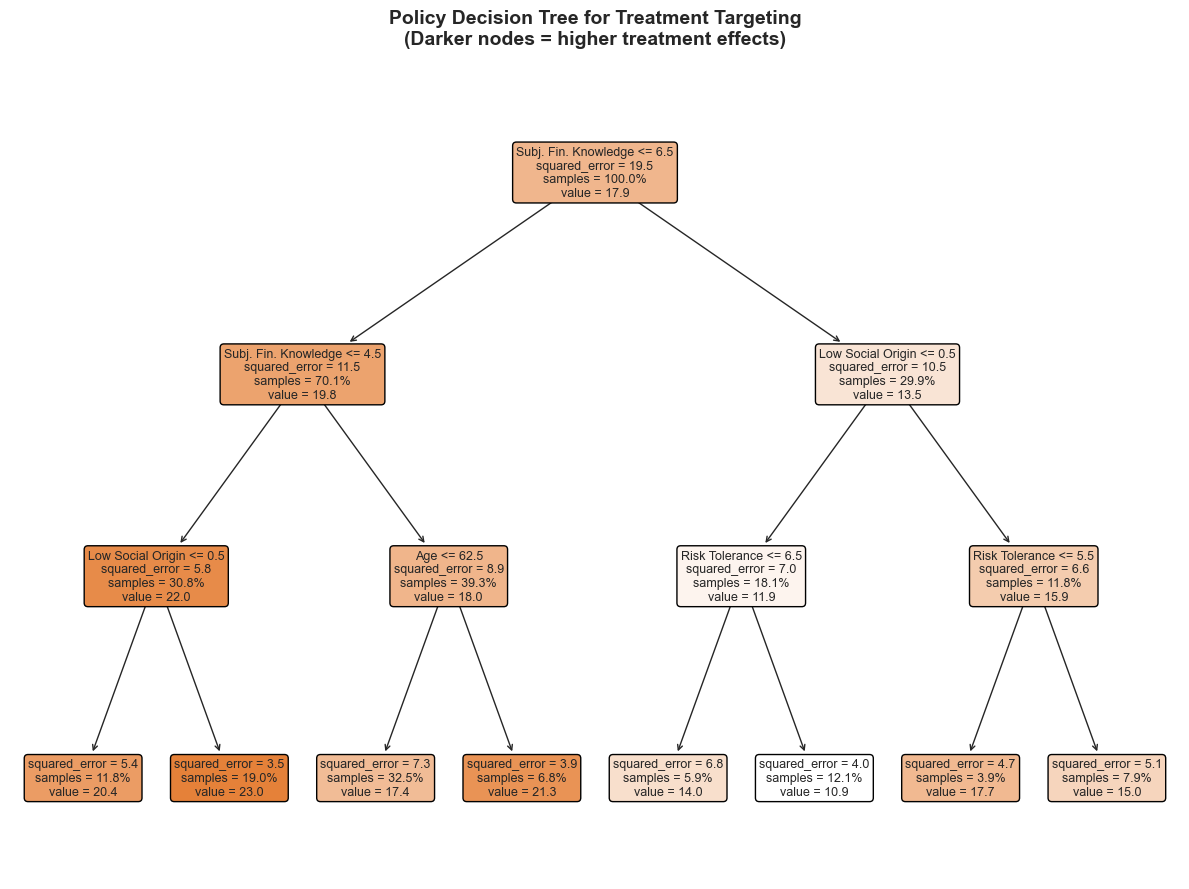 Policy Decision Tree for Treatment Targeting
(Darker nodes = higher treatment effects)
Subj. Fin. Knowledge <= 6.5
squared_error = 19.5
samples = 100.0%
value = 17.9
Subj. Fin. Knowledge <= 4.5
squared_error = 11.5
samples = 70.1%
value = 19.8
Low Social Origin <= 0.5
squared_error = 10.5
samples = 29.9%
value = 13.5
Low Social Origin <= 0.5
squared_error = 5.8
samples = 30.8%
value = 22.0
Age <= 62.5
squared_error = 8.9
samples = 39.3%
value = 18.0
Risk Tolerance <= 6.5
squared_error = 7.0
samples = 18.1%
value = 11.9
Risk Tolerance <= 5.5
squared_error = 6.6
samples = 11.8%
value = 15.9
squared_error = 5.4
samples = 11.8%
value = 20.4
squared_error = 3.5
samples = 19.0%
value = 23.0
squared_error = 7.3
samples = 32.5%
value = 17.4
squared_error = 3.9
samples = 6.8%
value = 21.3
squared_error = 6.8
samples = 5.9%
value = 14.0
squared_error = 4.0
samples = 12.1%
value = 10.9
squared_error = 4.7
samples = 3.9%
value = 17.7
squared_error = 5.1
samples = 7.9%
value = 15.0